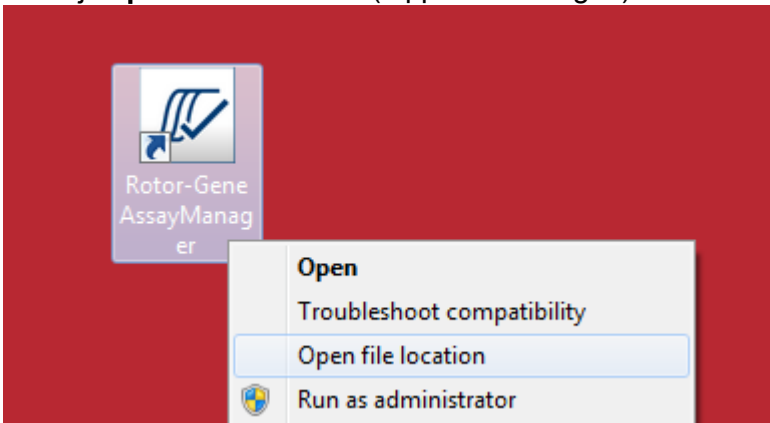 Rotor-Gene
AssayManag
er
Open
Troubleshoot compatibility
Open file location
Run as administrator